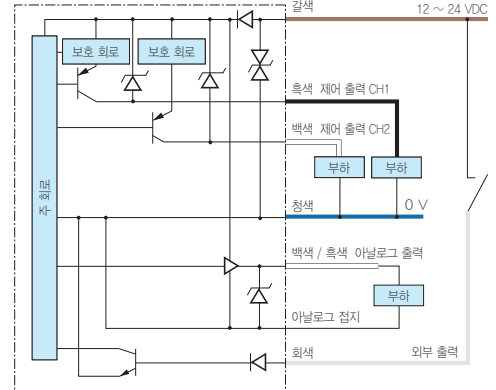 갈색
12 ～ 24 VDC
보호 회로
보호 회로
흑색 제어 출력 CH1
백색 제어 출력 CH2
부하
부하
주 회로
청색
0 V
백색 / 흑색 아날로그 출력
부하
아날로그 접지
회색
외부 출력